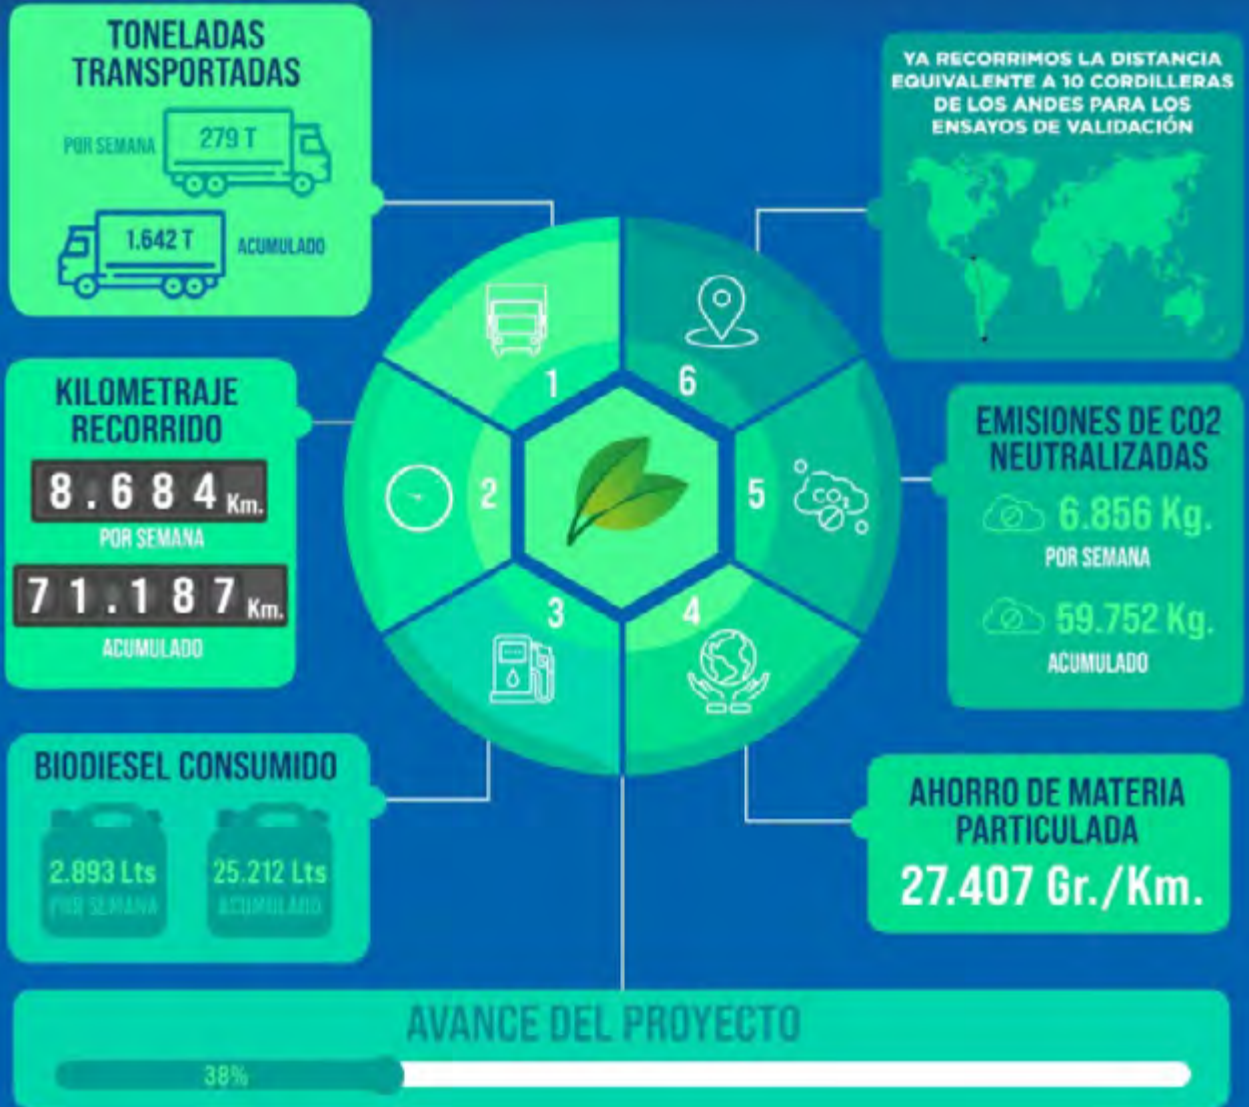 TONELADAS
TRANSPORTADAS
POR SEMANA
279 T
1.642 T
ACUMULADO
KILOMETRAJE
RECORRIDO
8.684 Km.
POR SEMANA
71.187 Km.
ACUMULADO
BIODIESEL CONSUMIDO
2.893 Lts
POR SEMANA
25.212 Lts
ACUMULADO
1
2
3
4
5
6
CO2
YA RECORRIMOS LA DISTANCIA
EQUIVALENTE A 10 CORDILLERAS
DE LOS ANDES PARA LOS
ENSAYOS DE VALIDACIÓN
EMISIONES DE CO2
NEUTRALIZADAS
6.856 Kg.
POR SEMANA
59.752 Kg.
ACUMULADO
AHORRO DE MATERIA
PARTICULADA
27.407 Gr./Km.
AVANCE DEL PROYECTO
38%